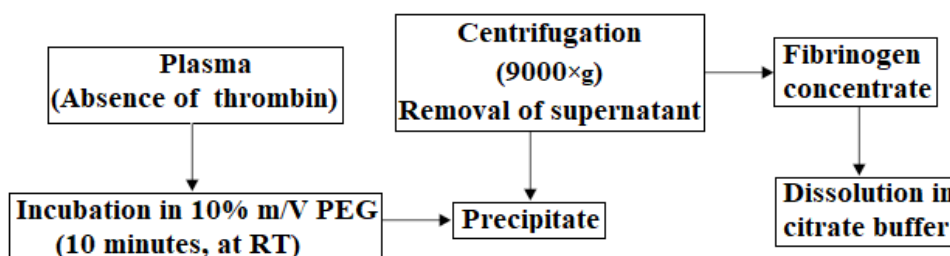 Plasma
(Absence of thrombin)
Incubation in 10% m/V PEG
(10 minutes, at RT)
Precipitate
Centrifugation
(9000×g)
Removal of supernatant
Fibrinogen
concentrate
Dissolution in
citrate buffer